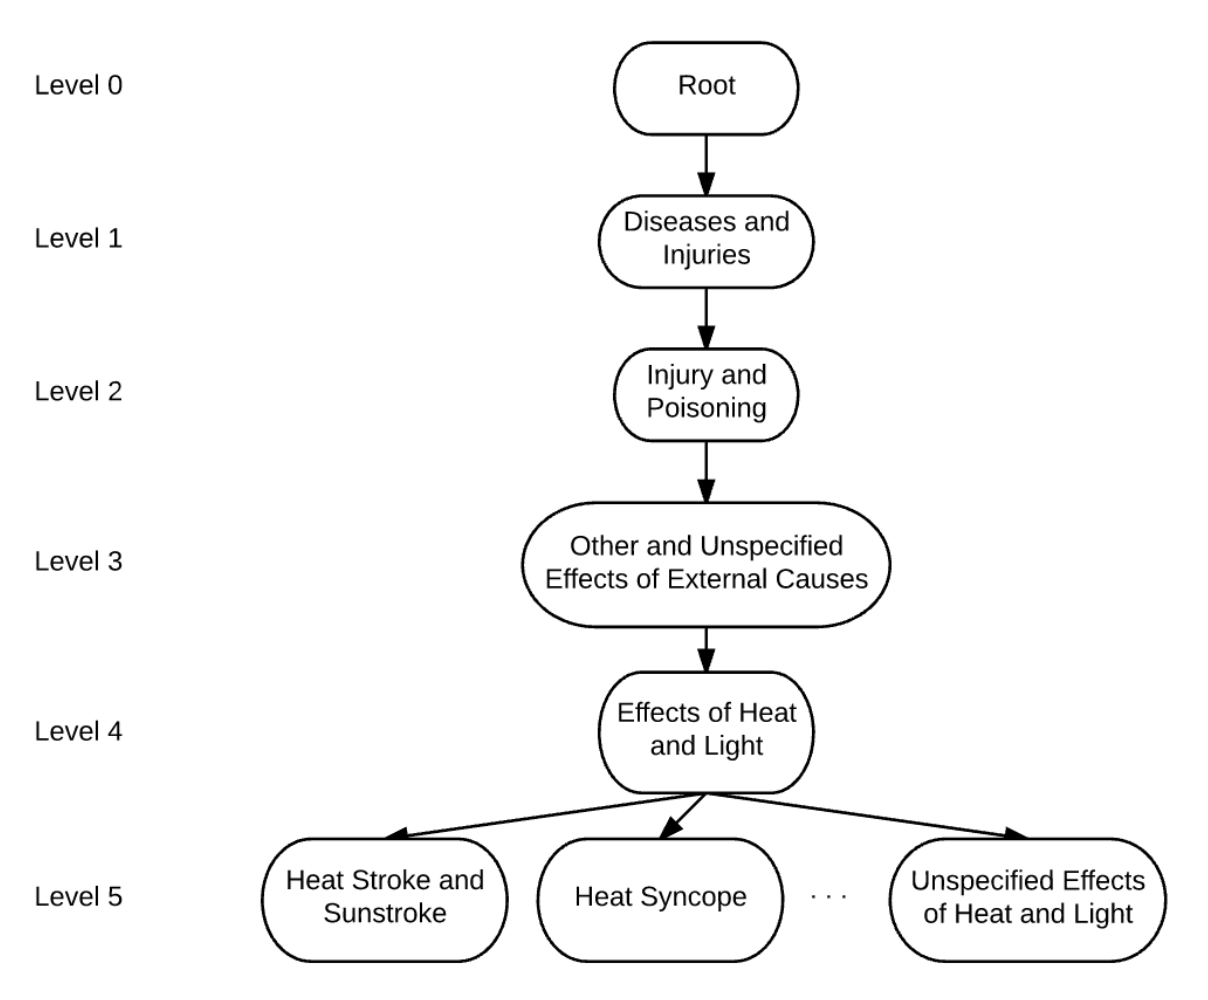 Level 0
Root
Level 1
Diseases and
Injuries
Level 2
Injury and
Poisoning
Level 3
Other and Unspecified
Effects of External Causes
Level 4
Effects of Heat
and Light
Level 5
Heat Stroke and
Sunstroke
Heat Syncope
. . .
Unspecified Effects
of Heat and Light